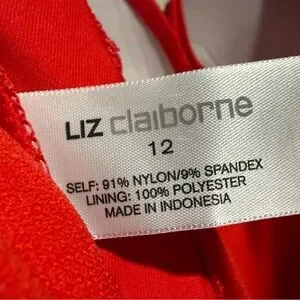 LIZ claiborne
12
SELF: 91% NYLON/9% SPANDEX
LINING: 100% POLYESTER
MADE IN INDONESIA